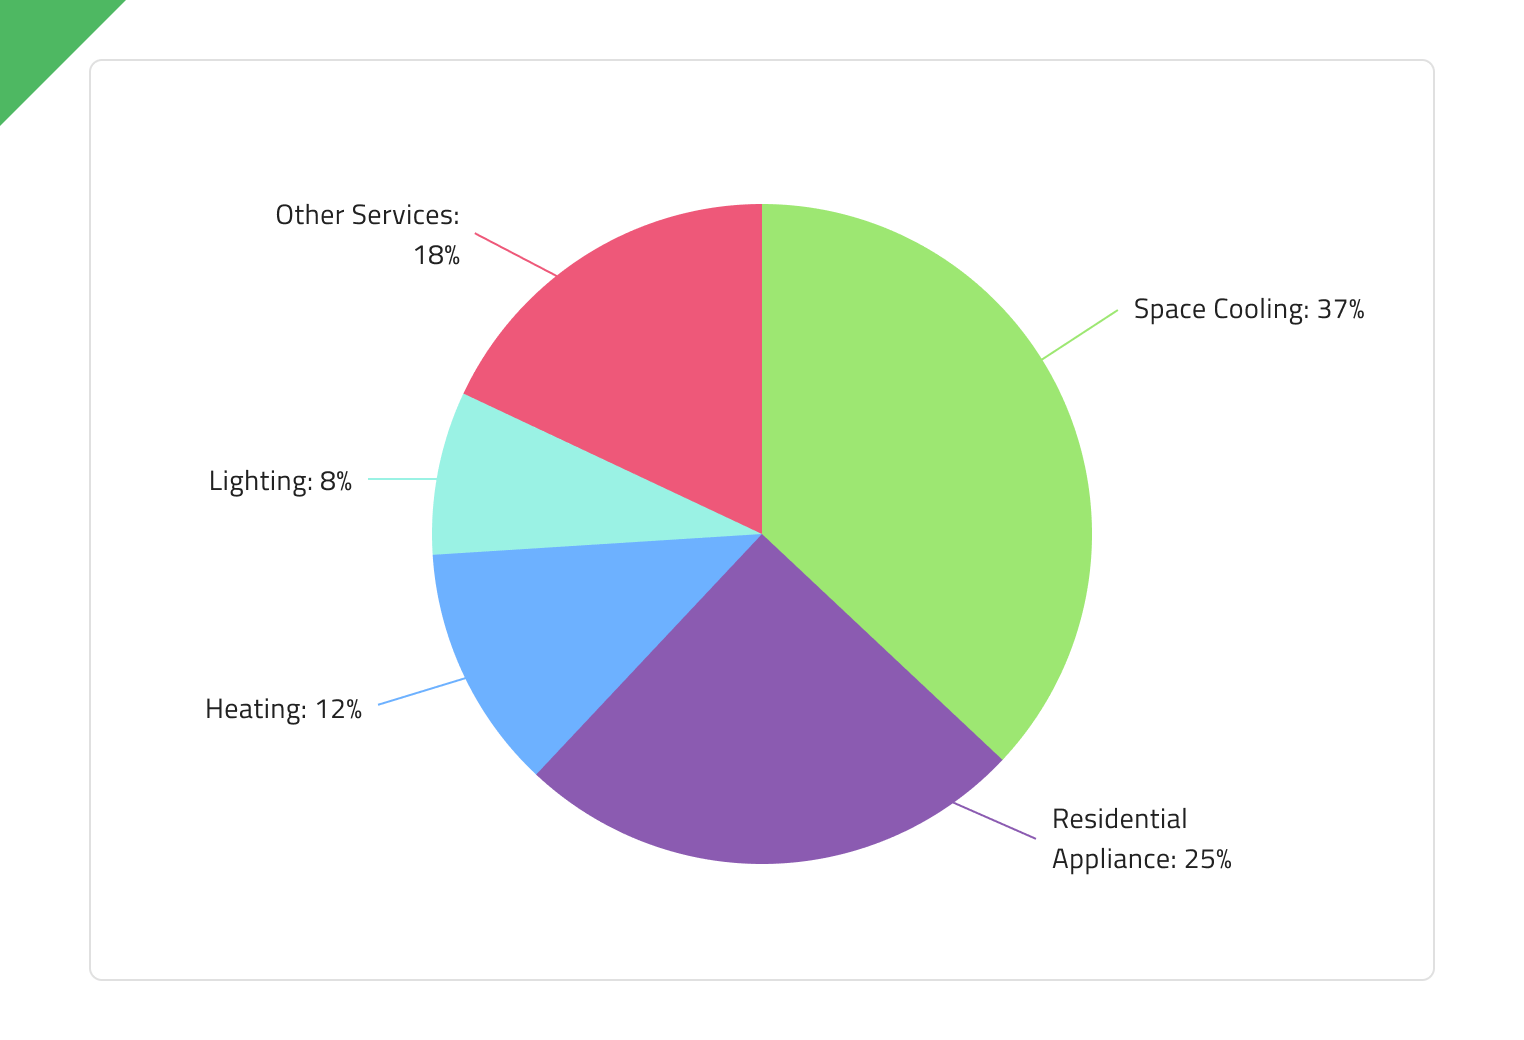 Other Services:
18%
Space Cooling: 37%
Lighting: 8%
Heating: 12%
Residential
Appliance: 25%